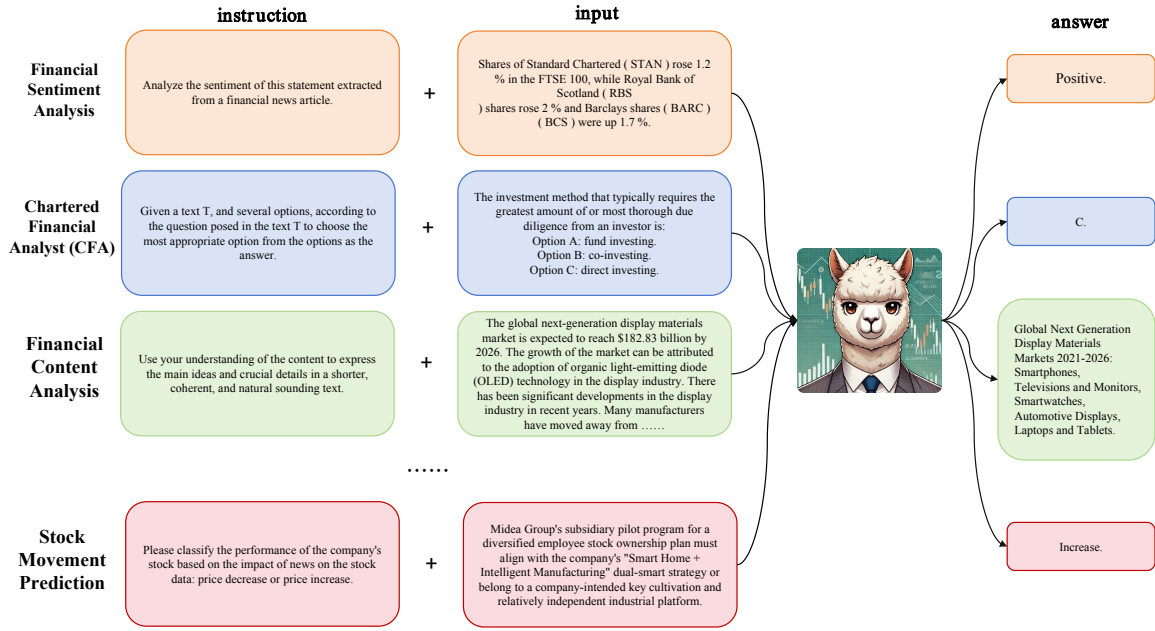 instruction
input
answer
Financial
Sentiment
Analysis
Analyze the sentiment of this statement extracted
from a financial news article.
+
Shares of Standard Chartered ( STAN ) rose 1.2
% in the FTSE 100, while Royal Bank of
Scotland ( RBS
) shares rose 2 % and Barclays shares ( BARC )
( BCS ) were up 1.7 %.
Positive.
Chartered
Financial
Analyst (CFA)
Given a text T, and several options, according to
the question posed in the text T to choose the
most appropriate option from the options as the
answer.
+
The investment method that typically requires the
greatest amount of or most thorough due
diligence from an investor is:
Option A: fund investing.
Option B: co-investing.
Option C: direct investing.
C.
Financial
Content
Analysis
Use your understanding of the content to express
the main ideas and crucial details in a shorter,
coherent, and natural sounding text.
+
The global next-generation display materials
market is expected to reach $182.83 billion by
2026. The growth of the market can be attributed
to the adoption of organic light-emitting diode
(OLED) technology in the display industry. There
has been significant developments in the display
industry in recent years. Many manufacturers
have moved away from ……
Global Next Generation
Display Materials
Markets 2021-2026:
Smartphones,
Televisions and Monitors,
Smartwatches,
Automotive Displays,
Laptops and Tablets.
……
Stock
Movement
Prediction
Please classify the performance of the company's
stock based on the impact of news on the stock
data: price decrease or price increase.
+
Midea Group's subsidiary pilot program for a
diversified employee stock ownership plan must
align with the company's "Smart Home +
Intelligent Manufacturing" dual-smart strategy or
belong to a company-intended key cultivation and
relatively independent industrial platform.
Increase.